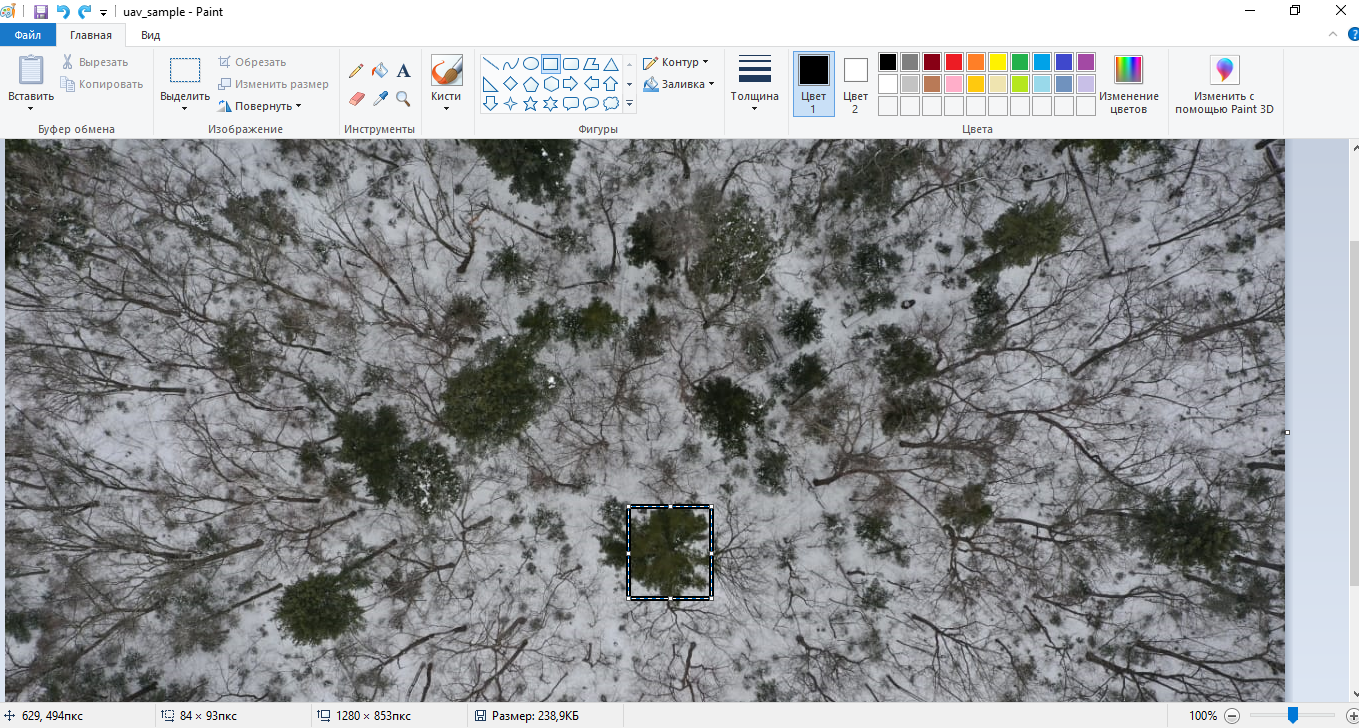 uav_sample - Paint
Файл Главная Вид
Вставить
Вырезать
Копировать
Буфер обмена
Выделить
Обрезать
Изменить размер
Повернуть
Изображение
A
Инструменты
Кисти
Контур
Заливка
Фигуры
Толщина
Цвет
1
Цвет
2
Изменение
цветов
Цвета
Изменить с
помощью Paint 3D
629, 494пкс 84 × 93пкс 1280 × 853пкс Размер: 238,9КБ 100%